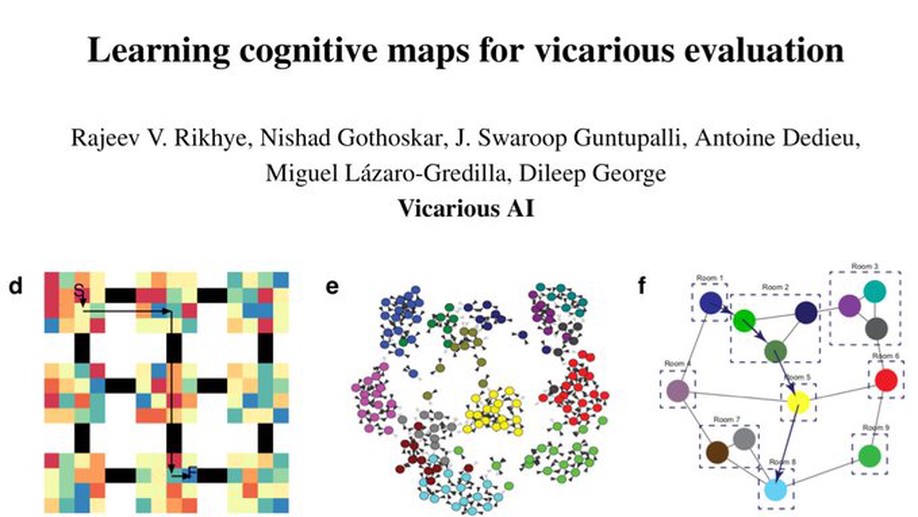 Learning cognitive maps for vicarious evaluation
Rajeev V. Rikhye, Nishad Gothoskar, J. Swaroop Guntupalli, Antoine Dedieu,
Miguel Lázaro-Gredilla, Dileep George
Vicarious AI
d
e
f
S
E
Room 1
Room 2
Room 3
Room 4
Room 5
Room 6
Room 7
Room 8
Room 9